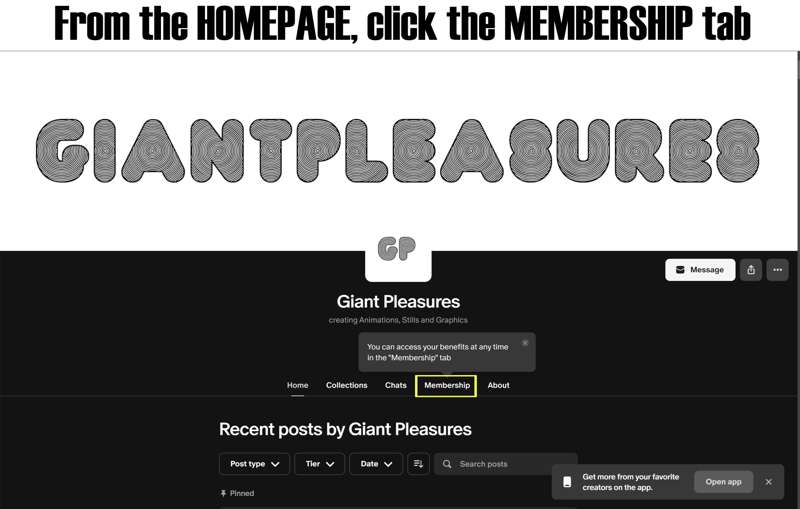 From the HOMEPAGE, click the MEMBERSHIP tab
GIANTPLEASURES
GP
Message
Giant Pleasures
creating Animations, Stills and Graphics
You can access your benefits at any time
in the "Membership" tab
Home Collections Chats Membership About
Recent posts by Giant Pleasures
Post type Tier Date Search posts
Get more from your favorite
creators on the app.
Open app
Pinned